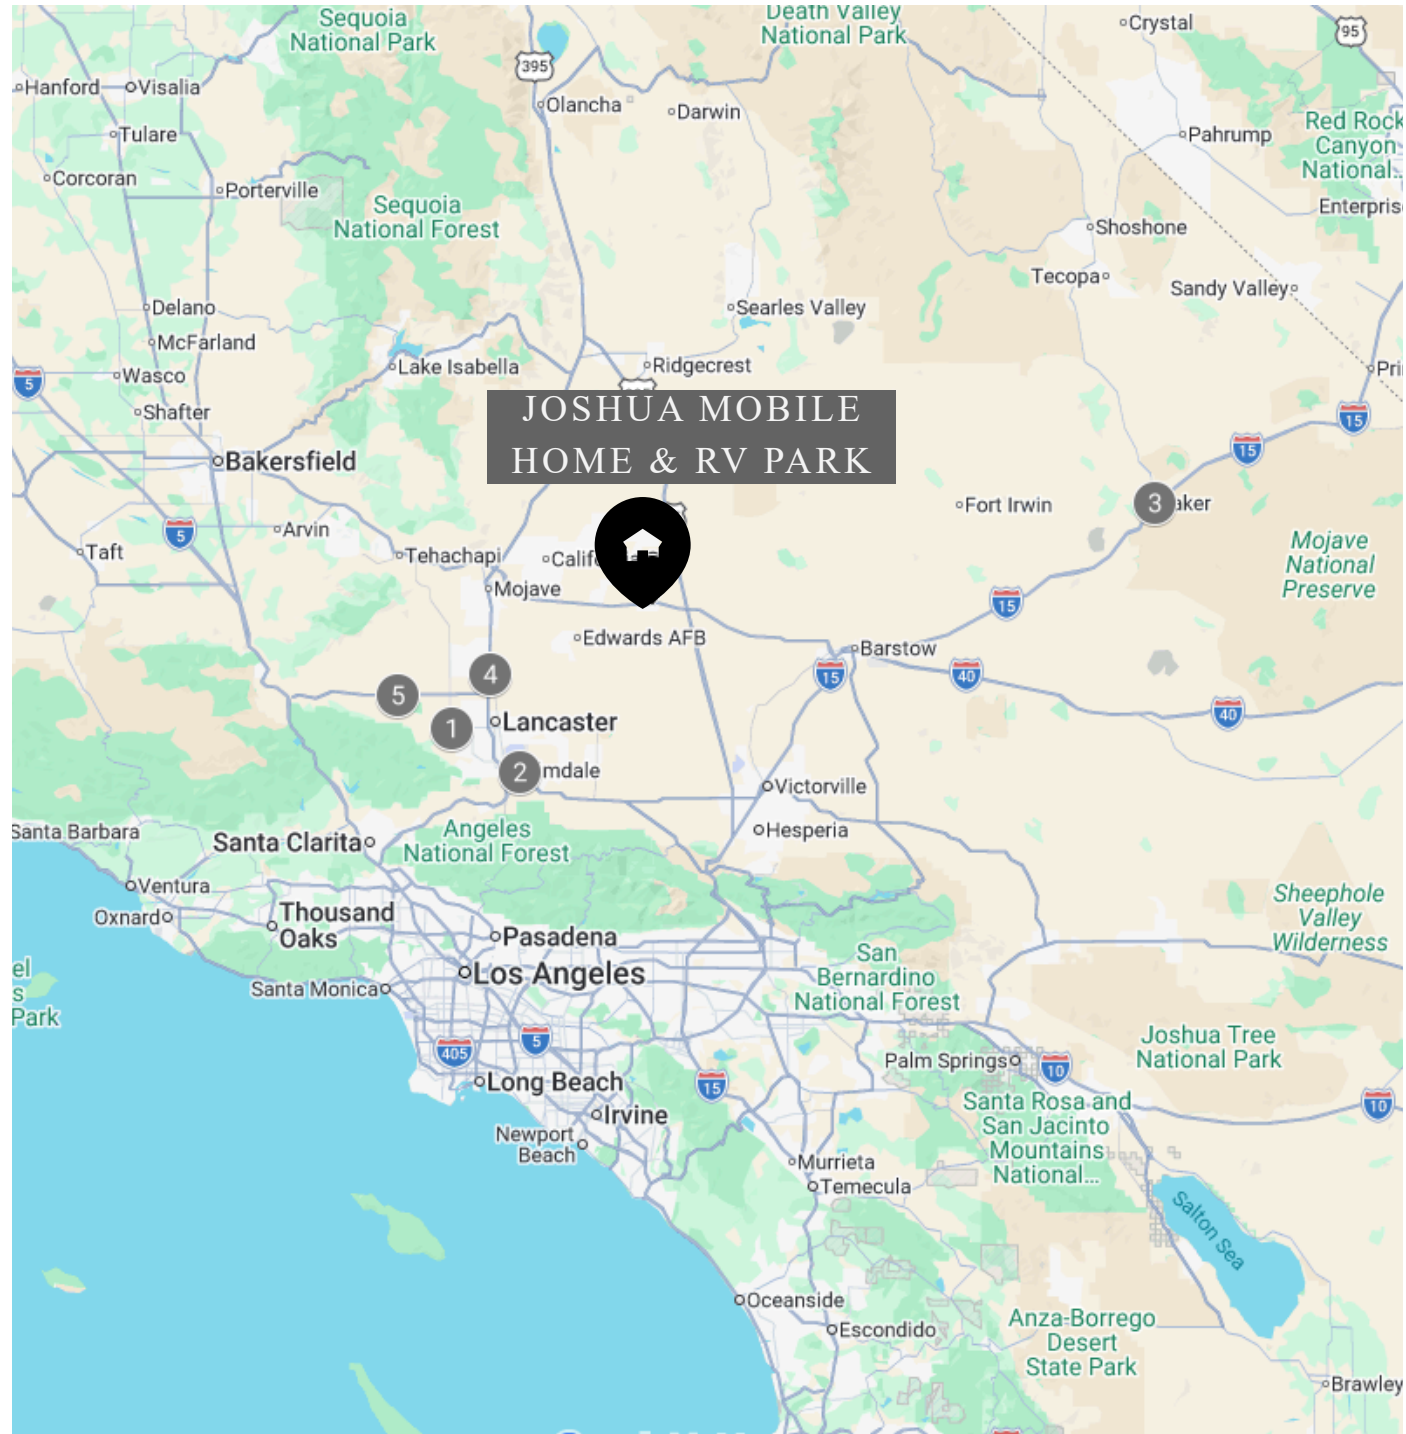 Sequoia
National Park
Death Valley
National Park
Crystal
95
395
Hanford
Visalia
Olancha
Darwin
Tulare
Pahrump
Red Rock
Canyon
National...
Corcoran
Porterville
Sequoia
National Forest
Enterpris
Shoshone
Tecopa
Sandy Valley
Delano
Searles Valley
McFarland
Lake Isabella
Ridgecrest
Wasco
5
Pri
Shafter
15
15
JOSHUA MOBILE
HOME & RV PARK
Bakersfield
3
aker
Fort Irwin
5
Arvin
Taft
Tehachapi
Califo
Mojave
Mojave
National
Preserve
15
Edwards AFB
Barstow
4
15
40
5
40
1
Lancaster
2
mdale
Victorville
Santa Barbara
Santa Clarita
Angeles
National Forest
Hesperia
Ventura
Oxnard
Thousand
Oaks
Pasadena
Sheephole
Valley
Wilderness
Los Angeles
San
Bernardino
National Forest
el
s
Park
Santa Monica
405
5
Joshua Tree
National Park
Palm Springs
10
Long Beach
15
Santa Rosa and
San Jacinto
Mountains
National...
10
Irvine
Newport
Beach
Murrieta
Temecula
Salton Sea
Oceanside
Escondido
Anza-Borrego
Desert
State Park
Brawley